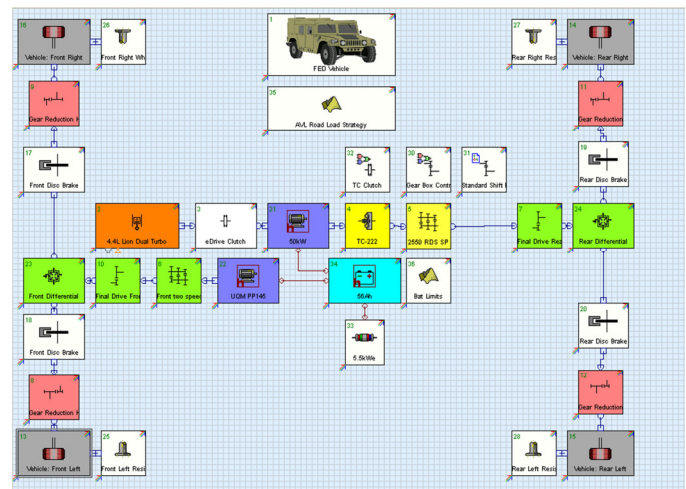 16
Vehicle: Front Right
26
Front Right Wh
1
FED Vehicle
27
Rear Right Resi
14
Vehicle: Rear Right
9
Gear Reduction
35
AVL Road Load Strategy
11
Gear Reduction
17
Front Disc Brake
32
TC Clutch
30
Gear Box Contr
31
Standard Shift
19
Rear Disc Brake
2
4.4L Lion Dual Turbo
3
eDrive Clutch
21
50kW
4
TC-222
5
2550 RDS SP
7
Final Drive Rea
24
Rear Differential
23
Front Differential
10
Final Drive Fron
6
Front two speed
22
UQM PP145
34
56Ah
36
Bat Limits
18
Front Disc Brake
33
5.5kWe
20
Rear Disc Brake
8
Gear Reduction
12
Gear Reduction
13
Vehicle: Front Left
25
Front Left Resi
28
Rear Left Resi
15
Vehicle: Rear Left